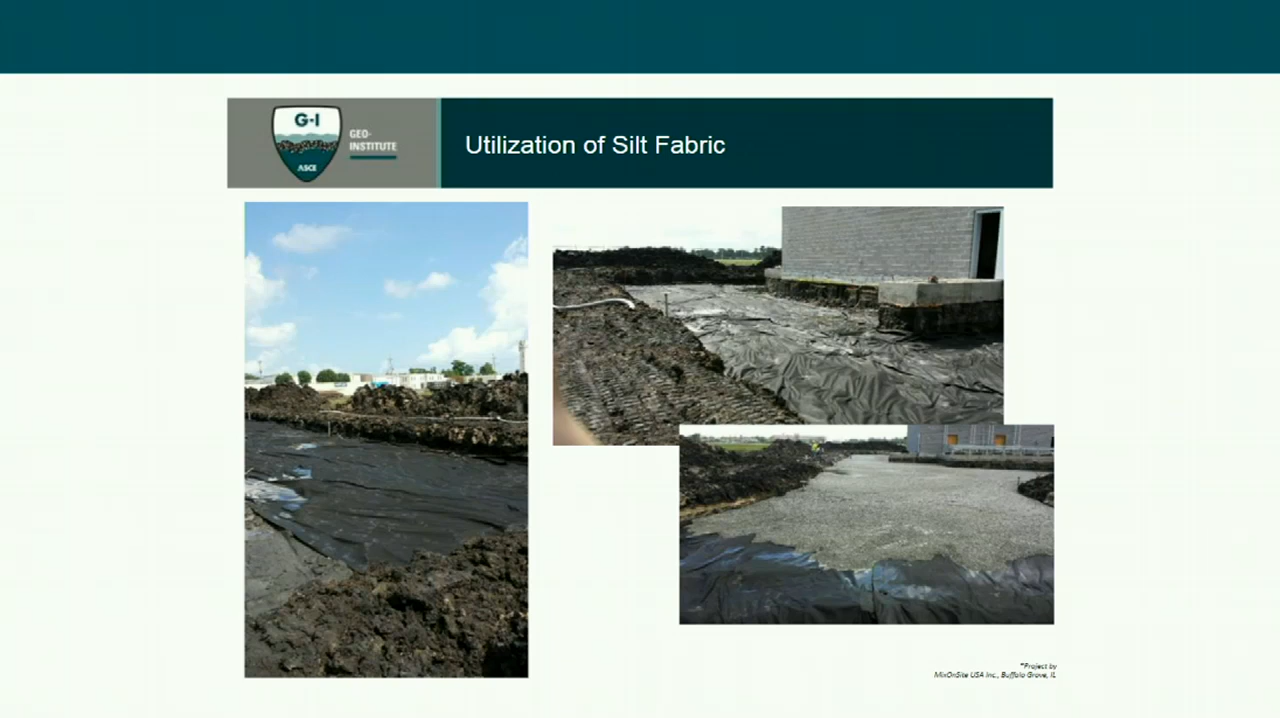 G-I
GEO-
INSTITUTE
ASCE
Utilization of Silt Fabric
*Project by
MixOnSite USA Inc., Buffalo Grove, IL